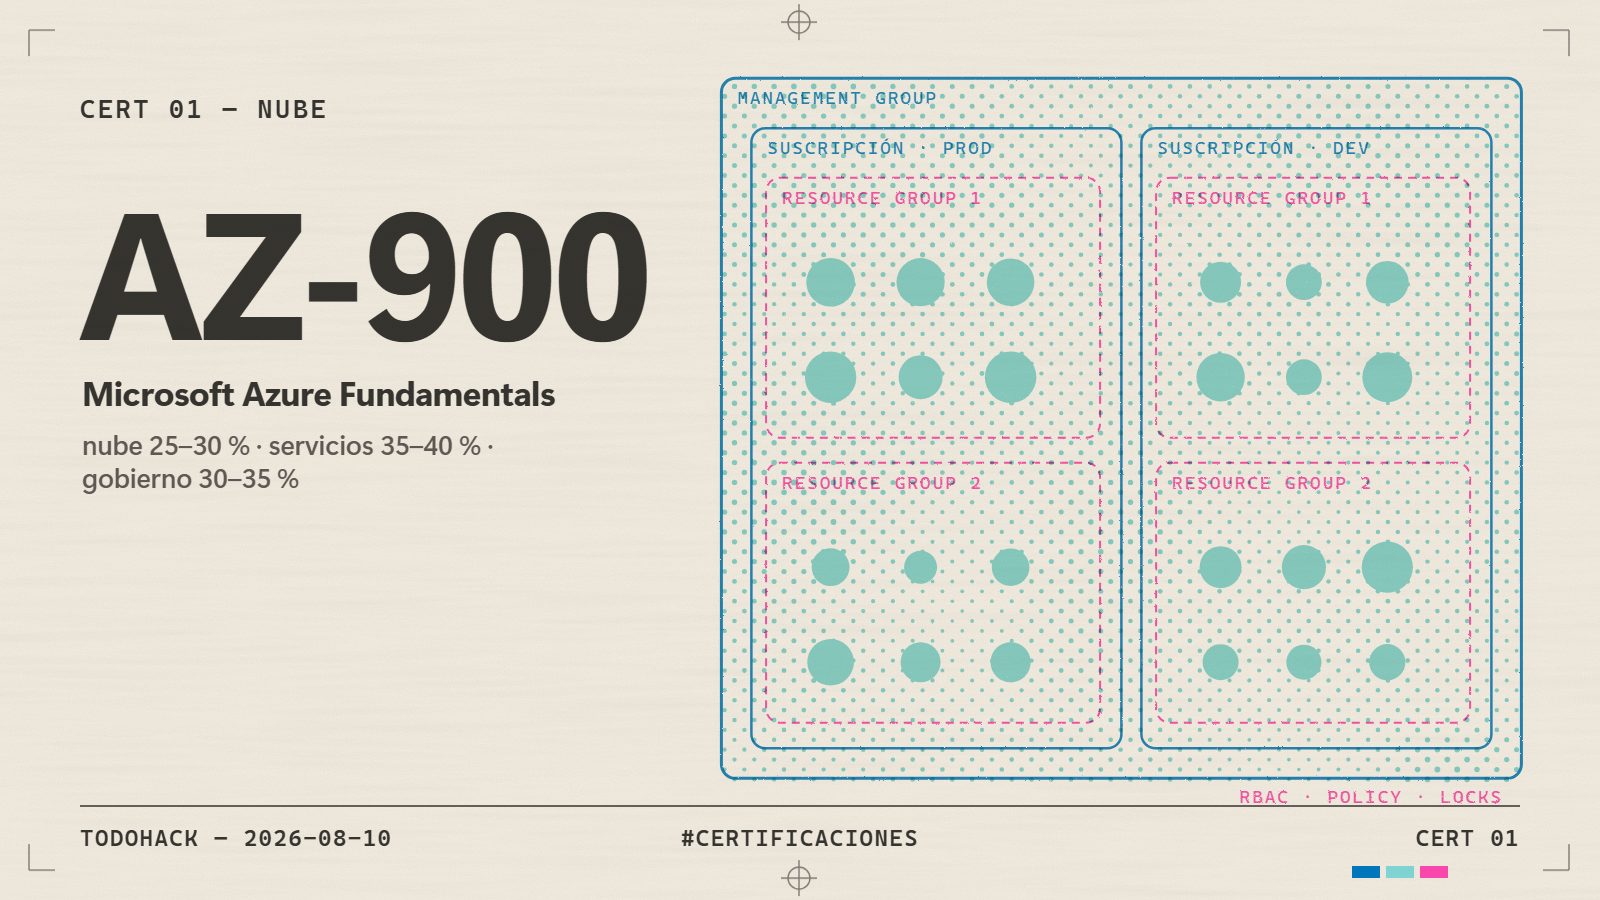 CERT 01 — NUBE
AZ-900
Microsoft Azure Fundamentals
nube 25–30 % · servicios 35–40 % ·
gobierno 30–35 %
MANAGEMENT GROUP
SUSCRIPCIÓN · PROD
RESOURCE GROUP 1
RESOURCE GROUP 2
SUSCRIPCIÓN · DEV
RESOURCE GROUP 1
RESOURCE GROUP 2
RBAC · POLICY · LOCKS
TODOHACK — 2026-08-10
#CERTIFICACIONES
CERT 01